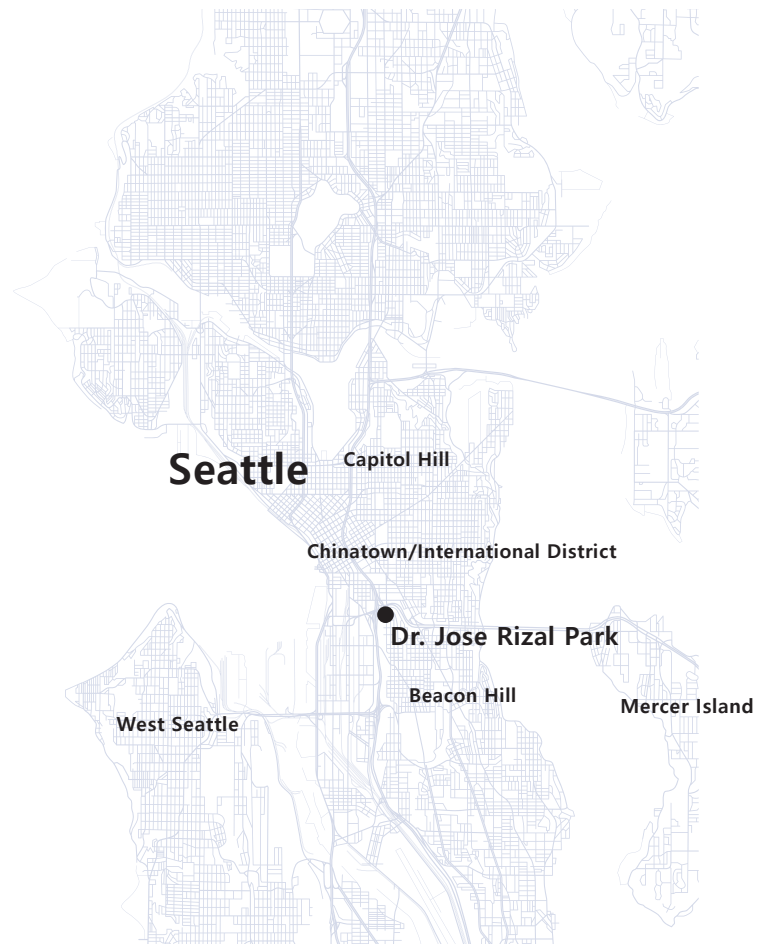 Capitol Hill
Seattle
Chinatown/International District
Dr. Jose Rizal Park
Beacon Hill
Mercer Island
West Seattle